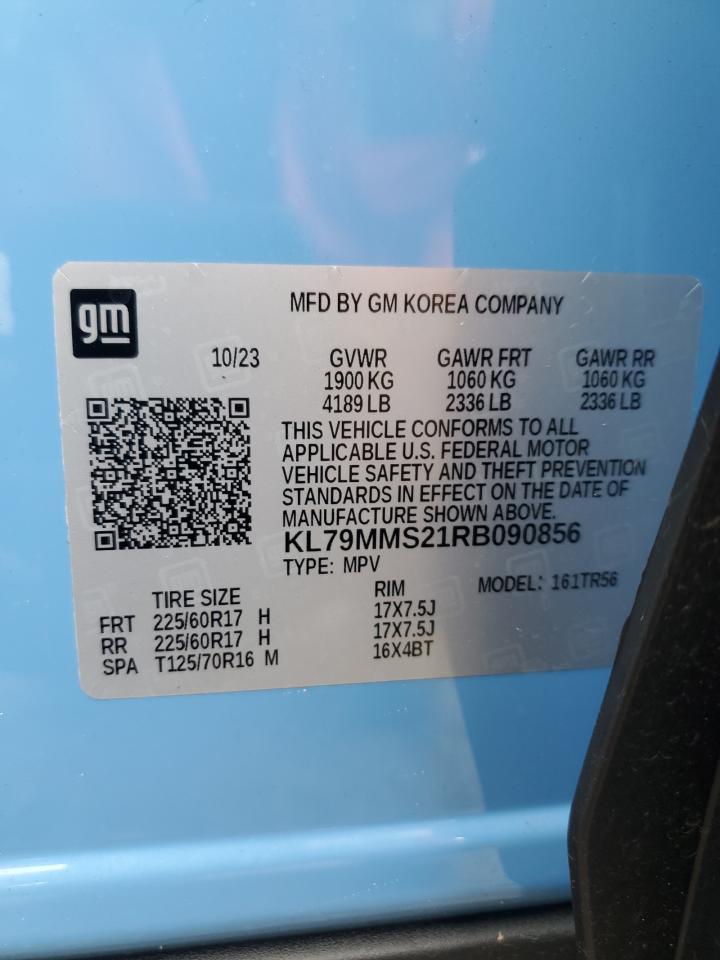 gm
MFD BY GM KOREA COMPANY
10/23 GVWR GAWR FRT GAWR RR
1900 KG 1060 KG 1060 KG
4189 LB 2336 LB 2336 LB
THIS VEHICLE CONFORMS TO ALL
APPLICABLE U.S. FEDERAL MOTOR
VEHICLE SAFETY AND THEFT PREVENTION
STANDARDS IN EFFECT ON THE DATE OF
MANUFACTURE SHOWN ABOVE.
KL79MMS21RB090856
TYPE: MPV MODEL: 161TR56
TIRE SIZE RIM
FRT 225/60R17 H 17X7.5J
RR 225/60R17 H 17X7.5J
SPA T125/70R16 M 16X4BT